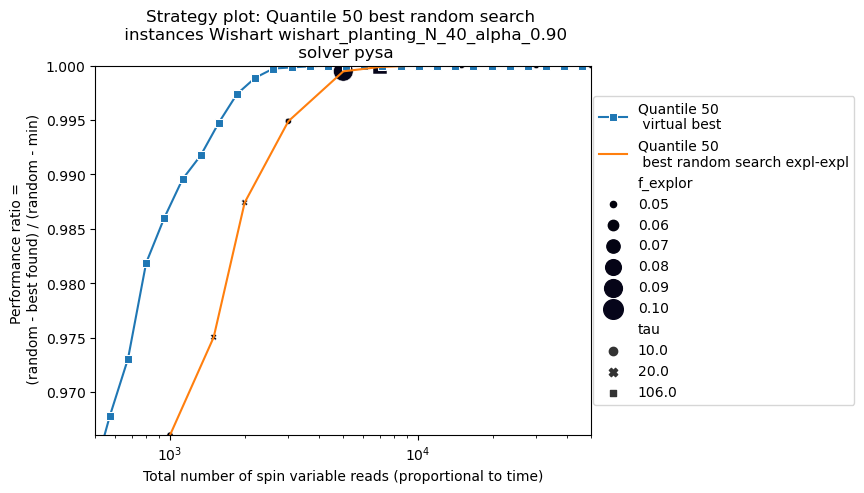 Strategy plot: Quantile 50 best random search
instances Wishart wishart_planting_N_40_alpha_0.90
solver pysa
Performance ratio =
(random - best found) / (random - min)
1.000
0.995
0.990
0.985
0.980
0.975
0.970
10³
10⁴
Total number of spin variable reads (proportional to time)
Quantile 50
virtual best
Quantile 50
best random search expl-expl
f_explor
0.05
0.06
0.07
0.08
0.09
0.10
tau
10.0
20.0
106.0